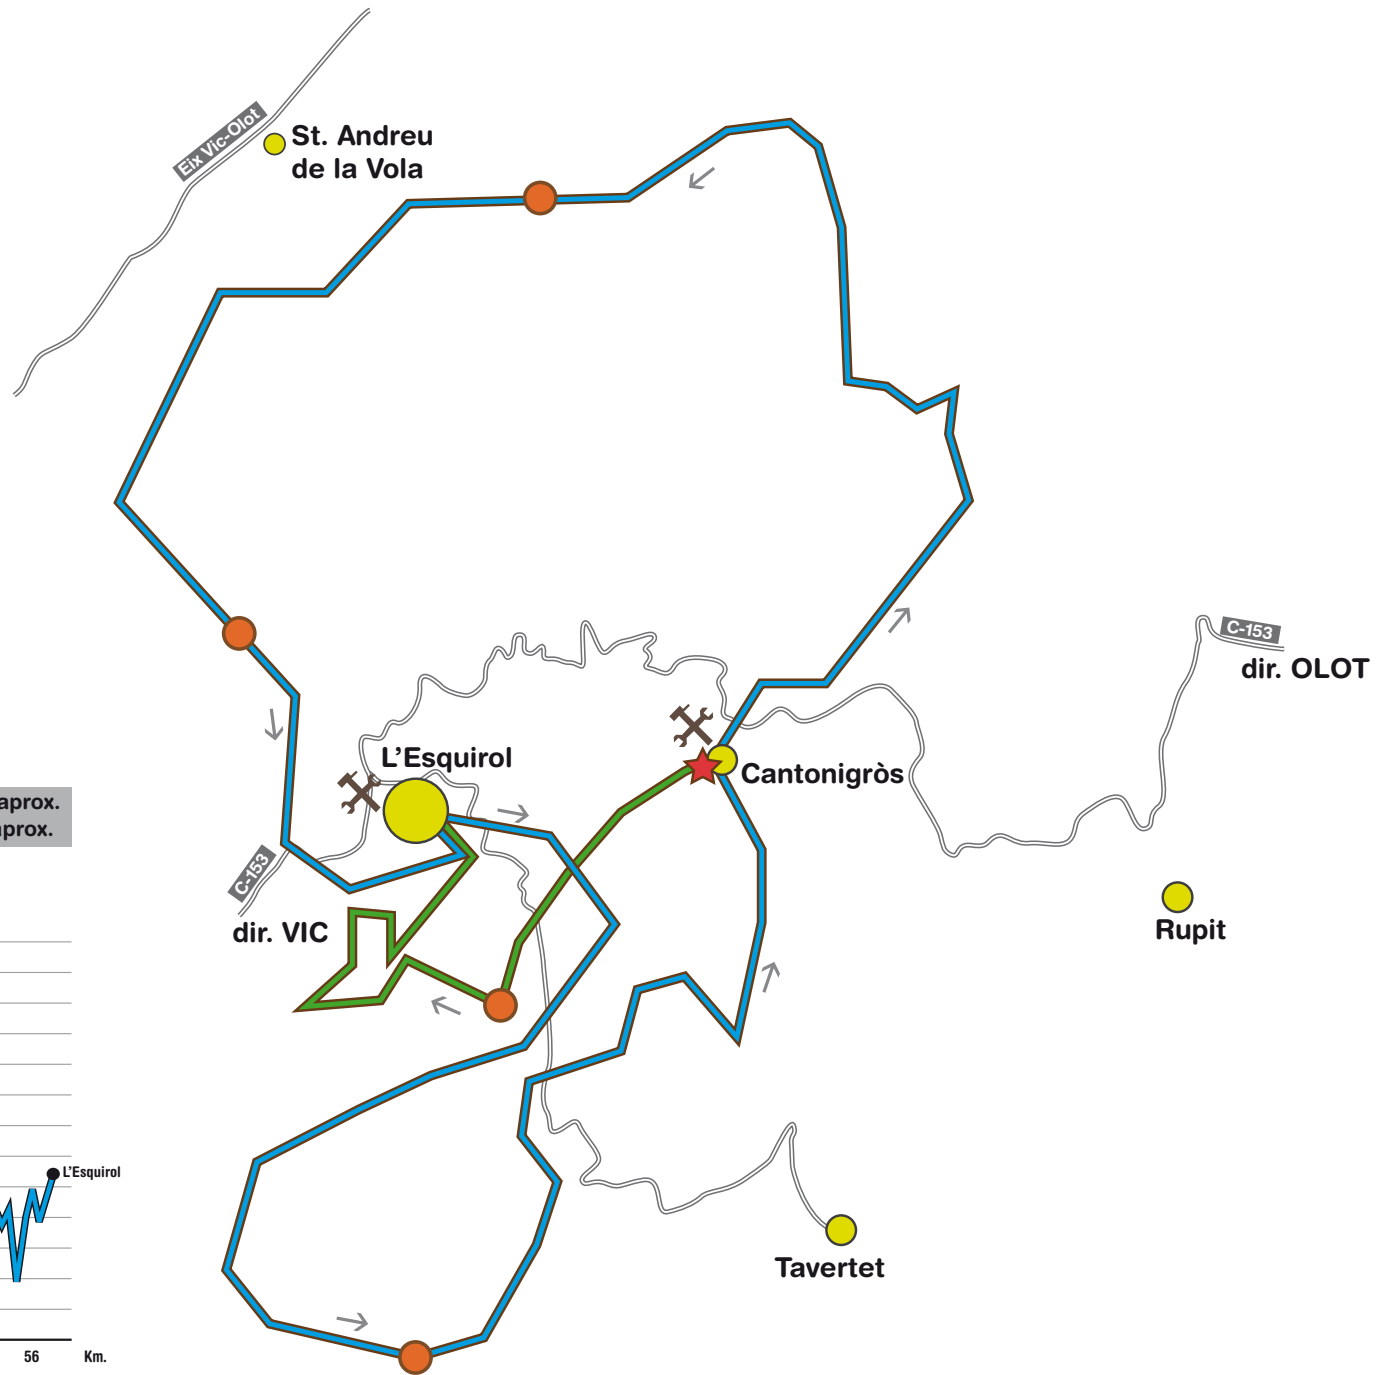 Eix Vic-Olot
St. Andreu
de la Vola
C-153
dir. OLOT
L'Esquirol
Cantonigròs
aprox.
aprox.
C-153
dir. VIC
Rupit
L'Esquirol
Tavertet
56
Km.